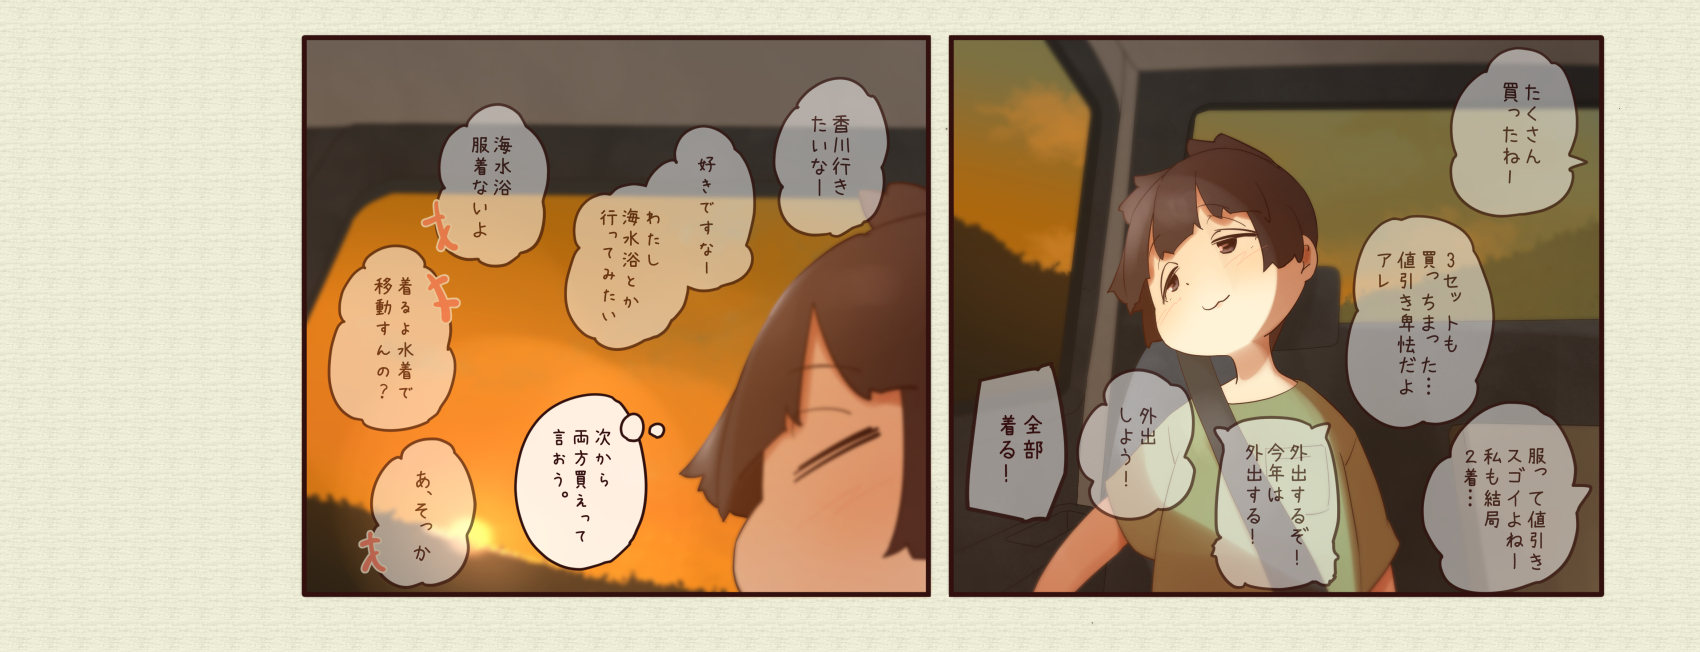 たくさん
買ったねー
3セットも
買っちまった…
値引き卑怯だよ
アレ
服って値引き
スゴイよねー
私も結局
2着…
外出するぞ！
今年は
外出する！
外出
しよう！
全部
着る！
香川行き
たいなー
好きですなー
わたし
海水浴とか
行ってみたい
海水浴
服着ないよ
着るよ水着で
移動すんの？
次から
両方買えって
言おう。
あ、そっか